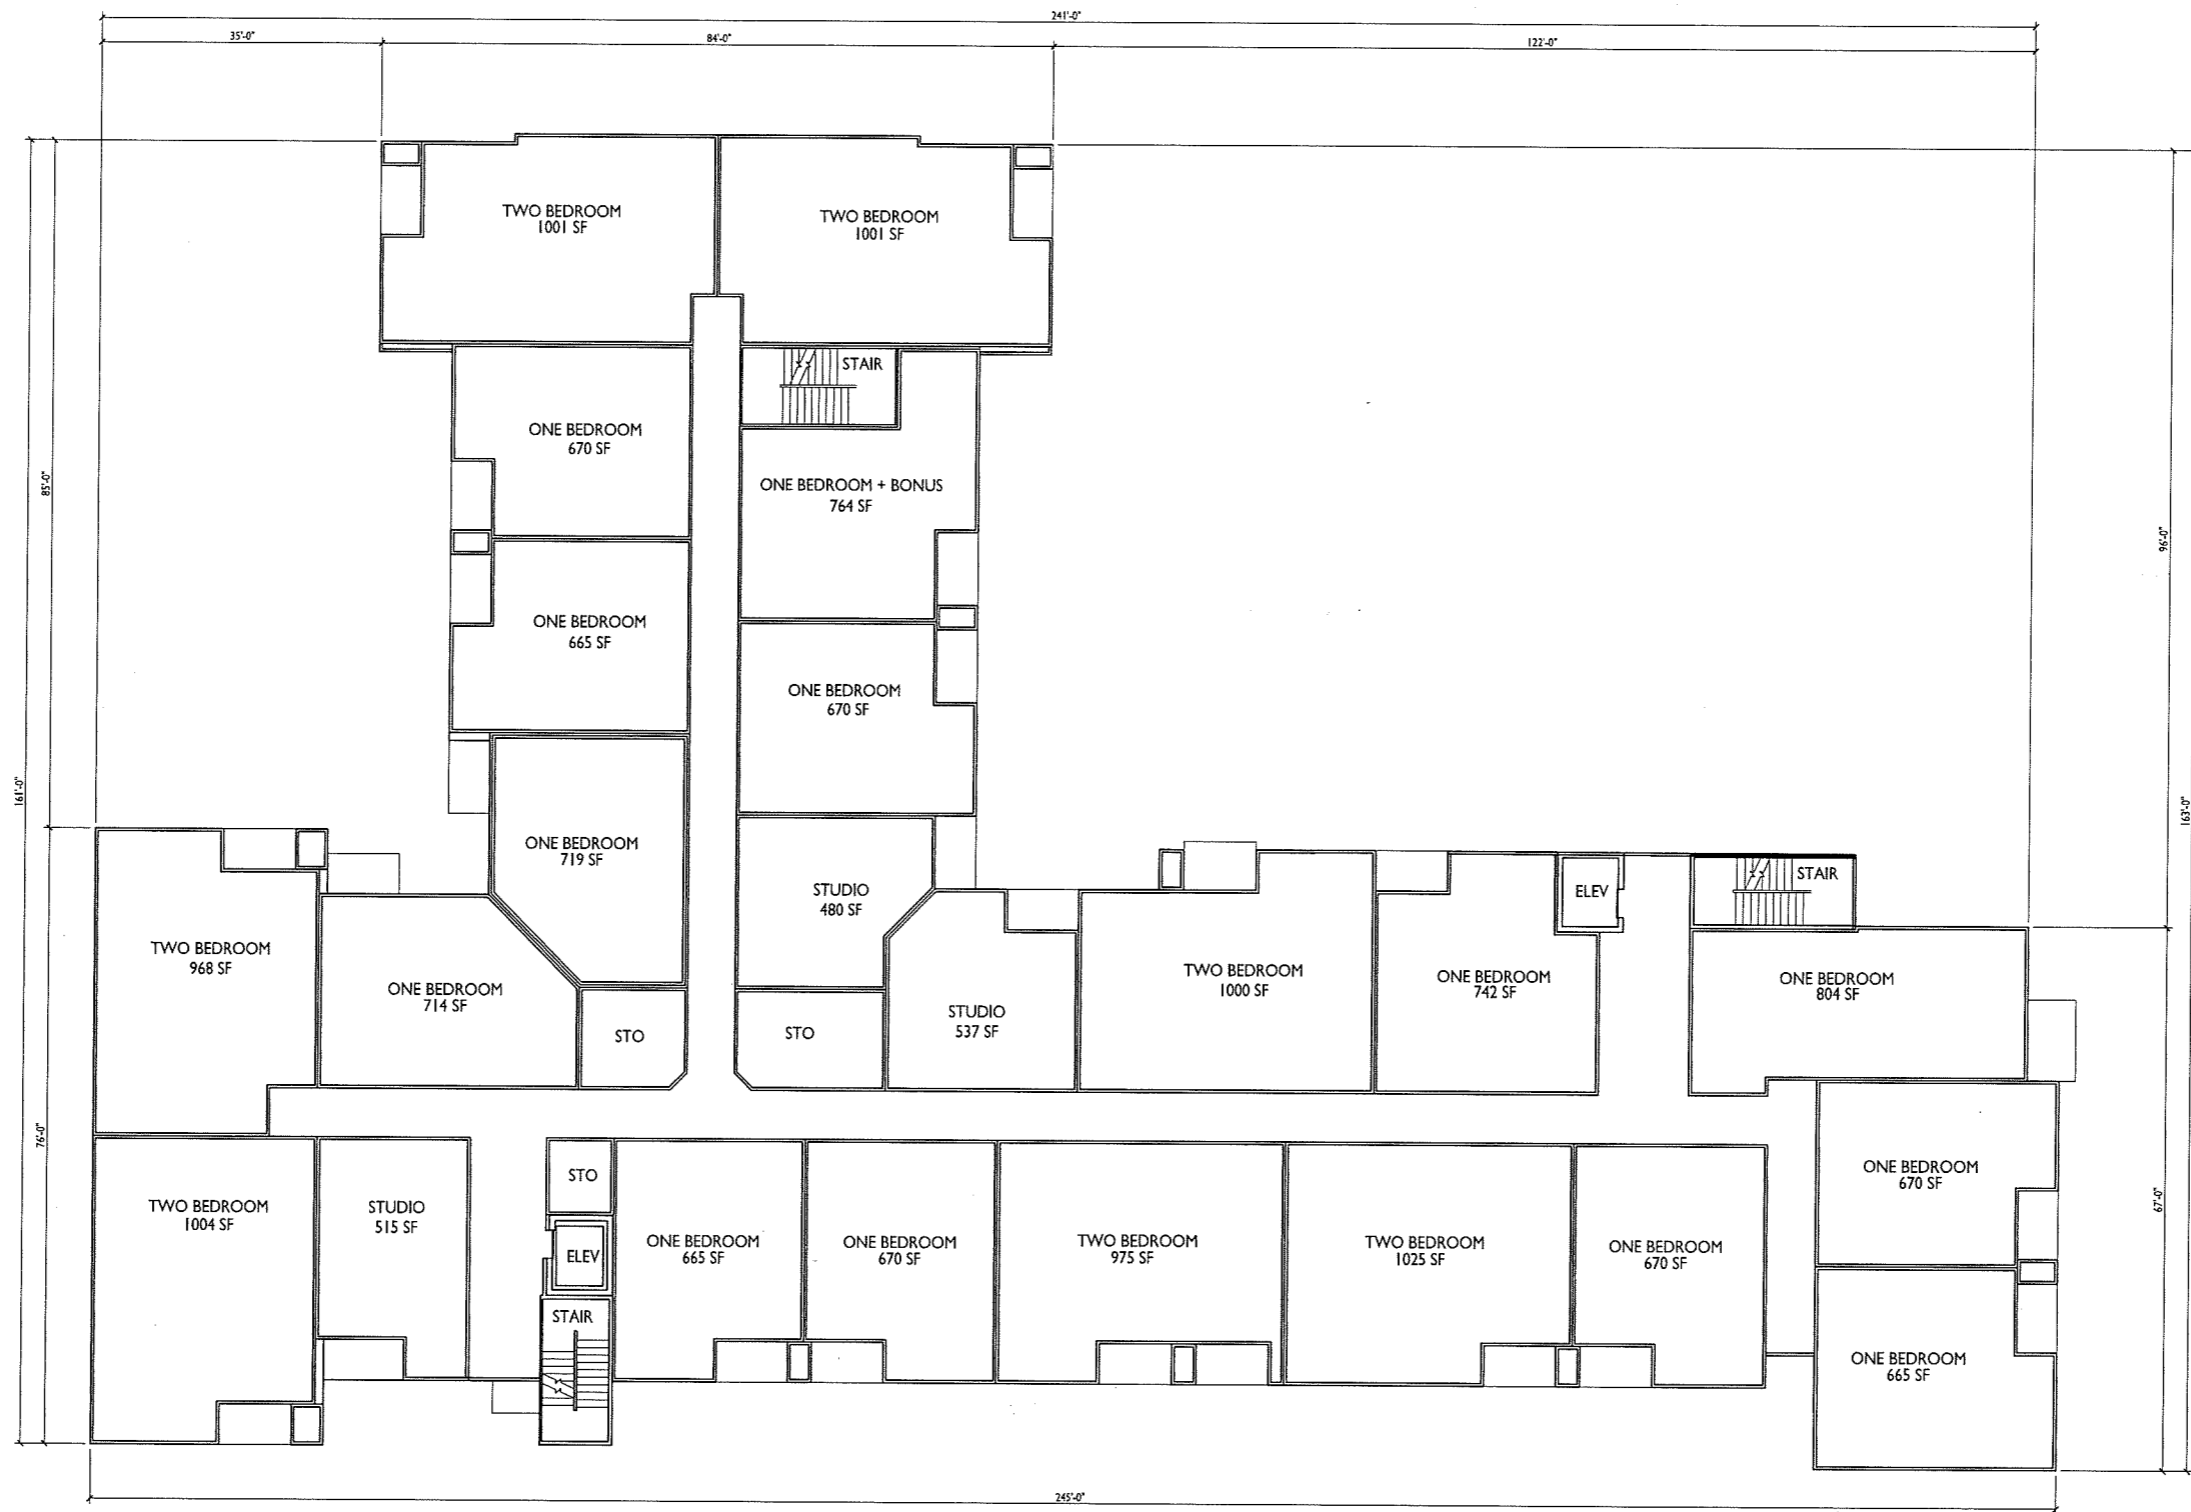 241'-0"
35'-0"
84'-0"
122'-0"
TWO BEDROOM
1001 SF
TWO BEDROOM
1001 SF
STAIR
ONE BEDROOM
670 SF
ONE BEDROOM + BONUS
764 SF
85'-0"
96'-0"
ONE BEDROOM
665 SF
ONE BEDROOM
670 SF
161'-0"
163'-0"
ONE BEDROOM
719 SF
STUDIO
480 SF
ELEV
STAIR
TWO BEDROOM
968 SF
ONE BEDROOM
714 SF
STO
STO
STUDIO
537 SF
TWO BEDROOM
1000 SF
ONE BEDROOM
742 SF
ONE BEDROOM
804 SF
76'-0"
67'-0"
TWO BEDROOM
1004 SF
STUDIO
515 SF
STO
ELEV
STAIR
ONE BEDROOM
665 SF
ONE BEDROOM
670 SF
TWO BEDROOM
975 SF
TWO BEDROOM
1025 SF
ONE BEDROOM
670 SF
ONE BEDROOM
670 SF
ONE BEDROOM
665 SF
245'-0"